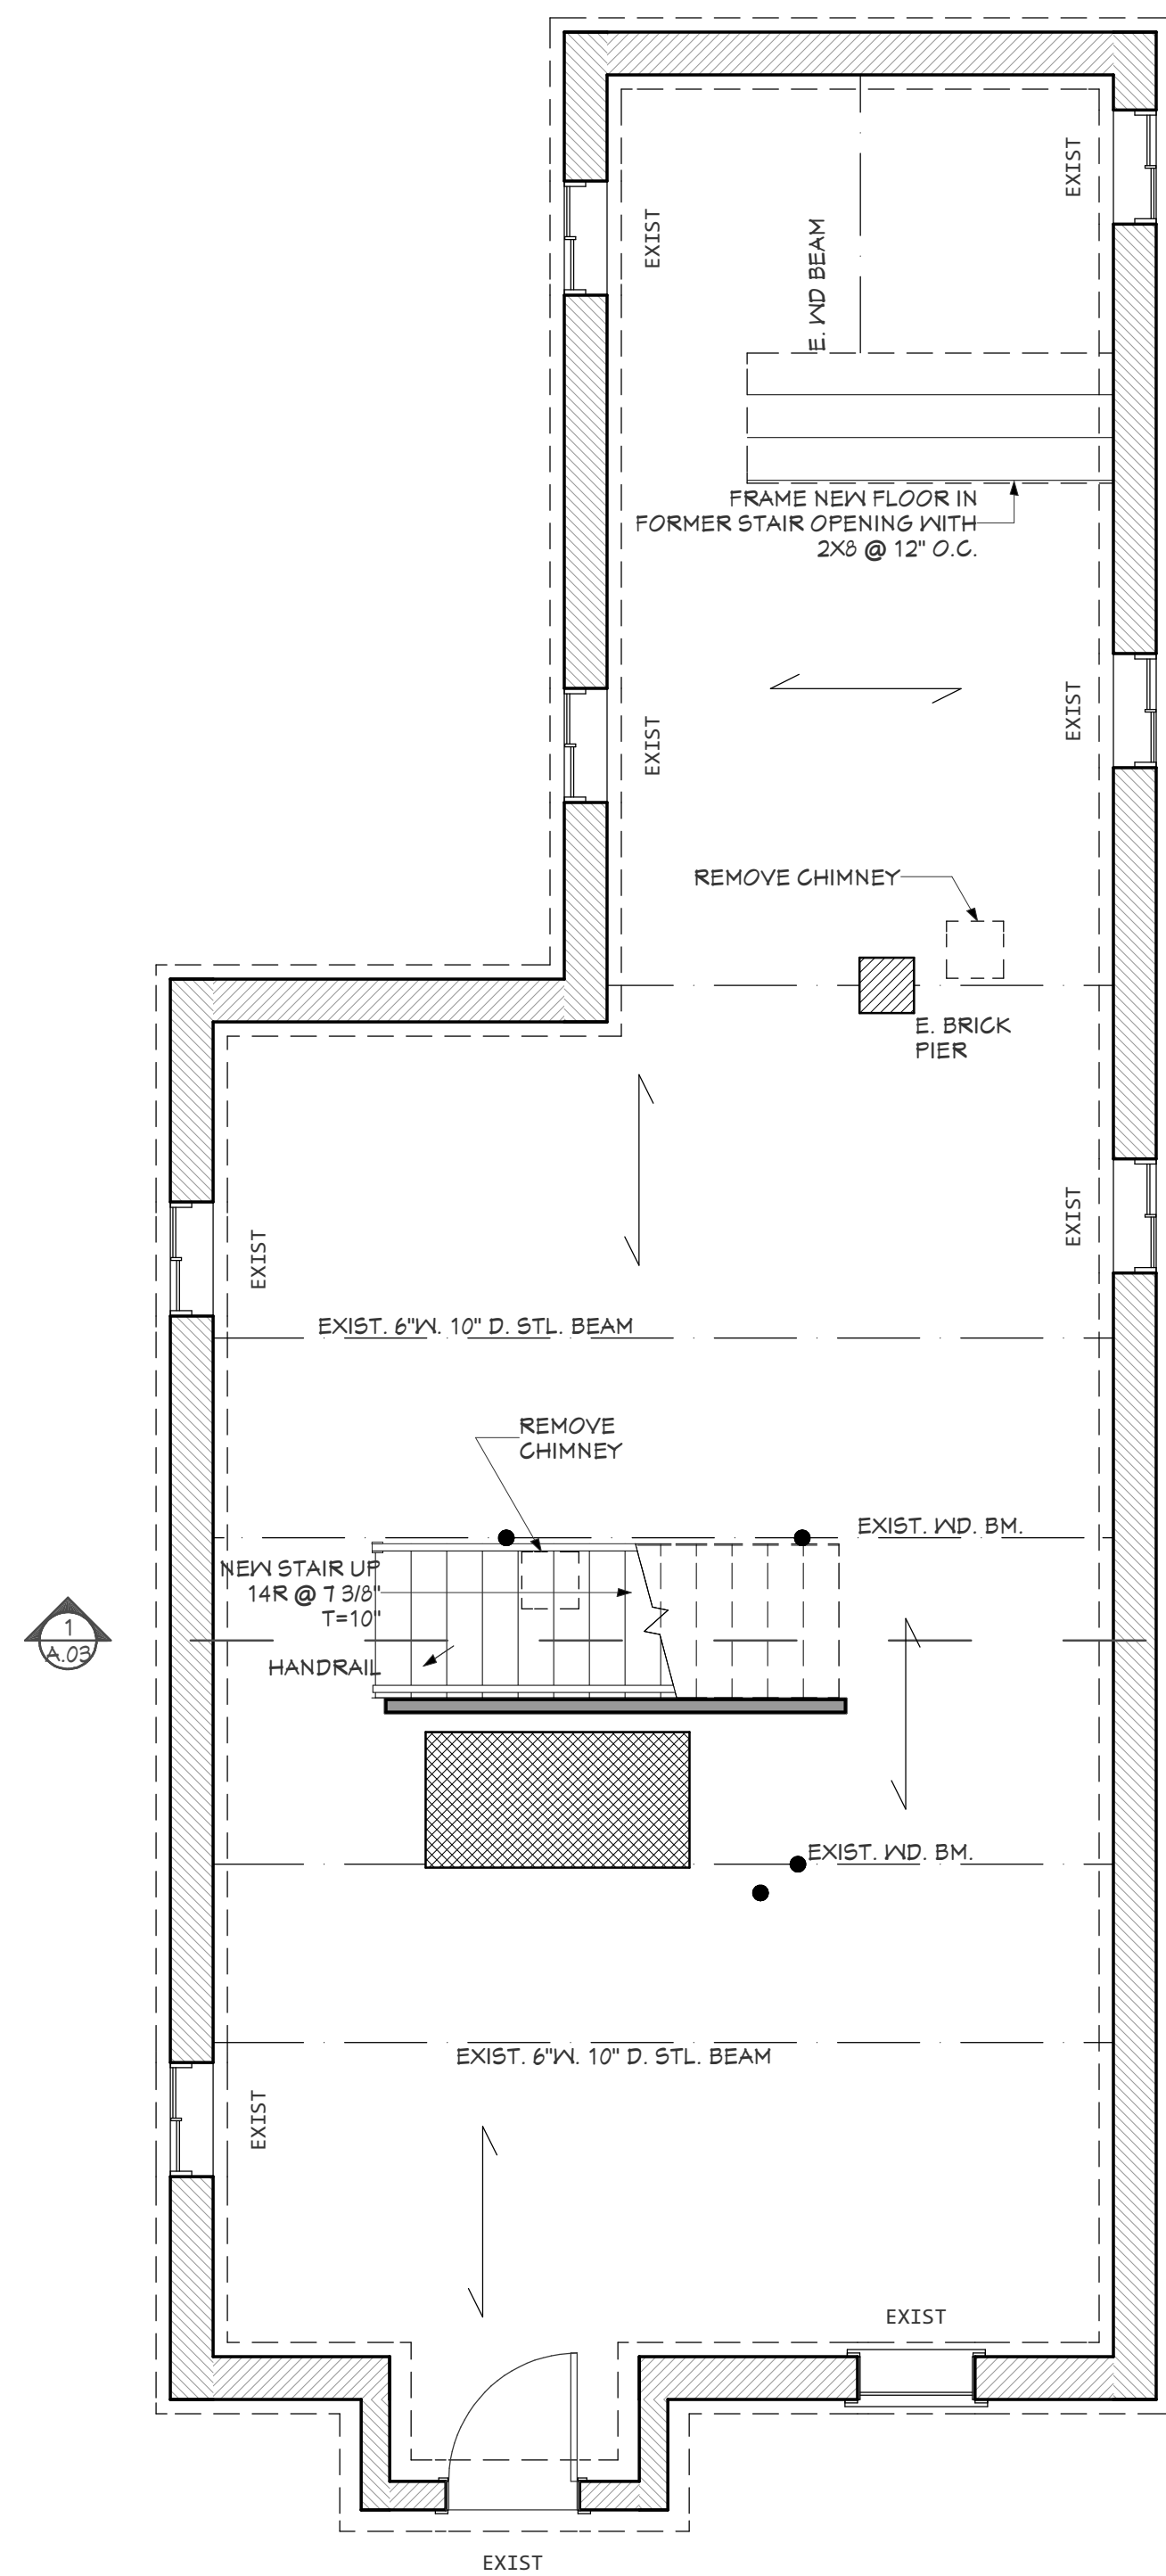 EXIST
EXIST
E. WD BEAM
FRAME NEW FLOOR IN
FORMER STAIR OPENING WITH
2X8 @ 12" O.C.
EXIST
EXIST
REMOVE CHIMNEY
E. BRICK
PIER
EXIST
EXIST
EXIST. 6"W. 10" D. STL. BEAM
REMOVE
CHIMNEY
EXIST. WD. BM.
NEW STAIR UP
14R @ 7 3/8"
T=10"
1
A.03
HANDRAIL
EXIST. WD. BM.
EXIST. 6"W. 10" D. STL. BEAM
EXIST
EXIST
EXIST